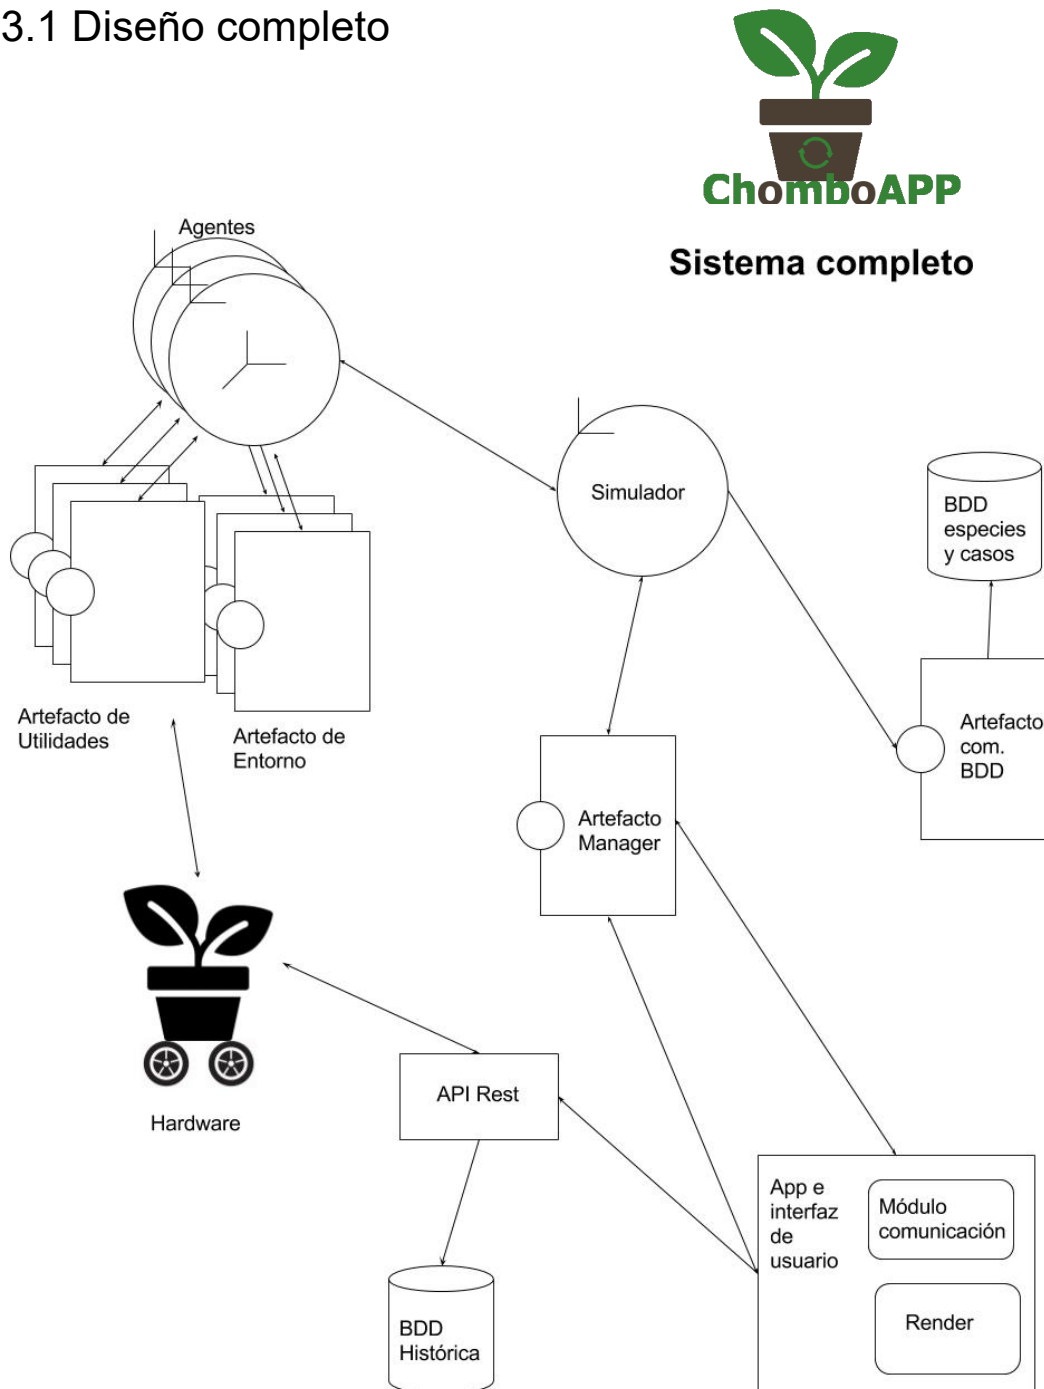 3.1 Diseño completo
ChomboAPP
Sistema completo
Agentes
Simulador
BDD
especies
y casos
Artefacto de
Utilidades
Artefacto de
Entorno
Artefacto
com.
BDD
Artefacto
Manager
Hardware
API Rest
App e
interfaz
de
usuario
Módulo
comunicación
Render
BDD
Histórica